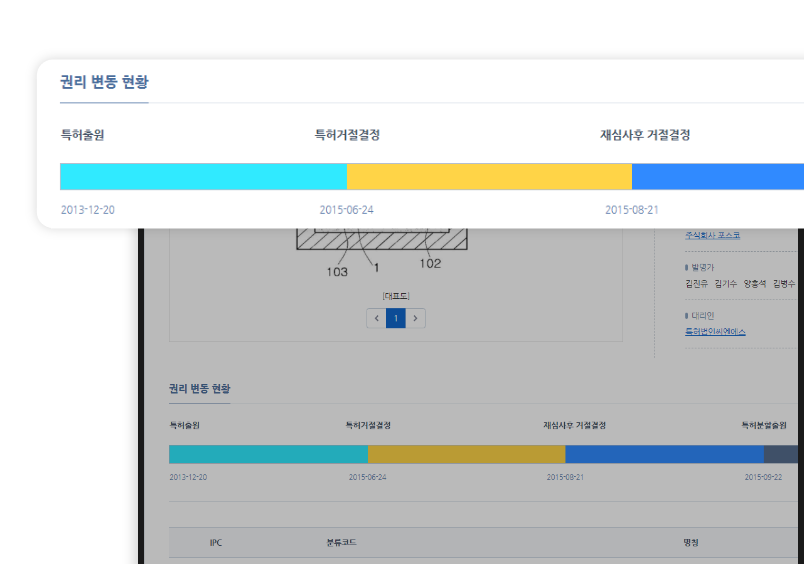 권리 변동 현황
특허출원 특허거절결정 재심사후 거절결정
2013-12-20 2015-06-24 2015-08-21
주식회사 포스코
103 1 102
발명가
[대표도]
김진유 김기수 양홍석 김병수
1
대리인
특허법인씨엔에스
권리 변동 현황
특허출원 특허거절결정 재심사후 거절결정 특허분할출원
2013-12-20 2015-06-24 2015-08-21 2015-09-22
IPC 분류코드 명칭